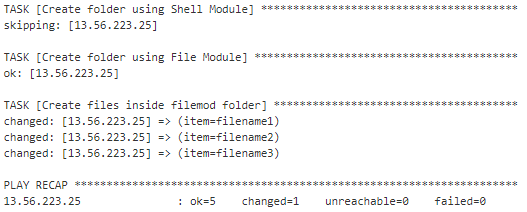 TASK [Create folder using Shell Module] ****************************************
skipping: [13.56.223.25]
TASK [Create folder using File Module] *****************************************
ok: [13.56.223.25]
TASK [Create files inside filemod folder] **************************************
changed: [13.56.223.25] => (item=filename1)
changed: [13.56.223.25] => (item=filename2)
changed: [13.56.223.25] => (item=filename3)
PLAY RECAP *********************************************************************
13.56.223.25 : ok=5 changed=1 unreachable=0 failed=0